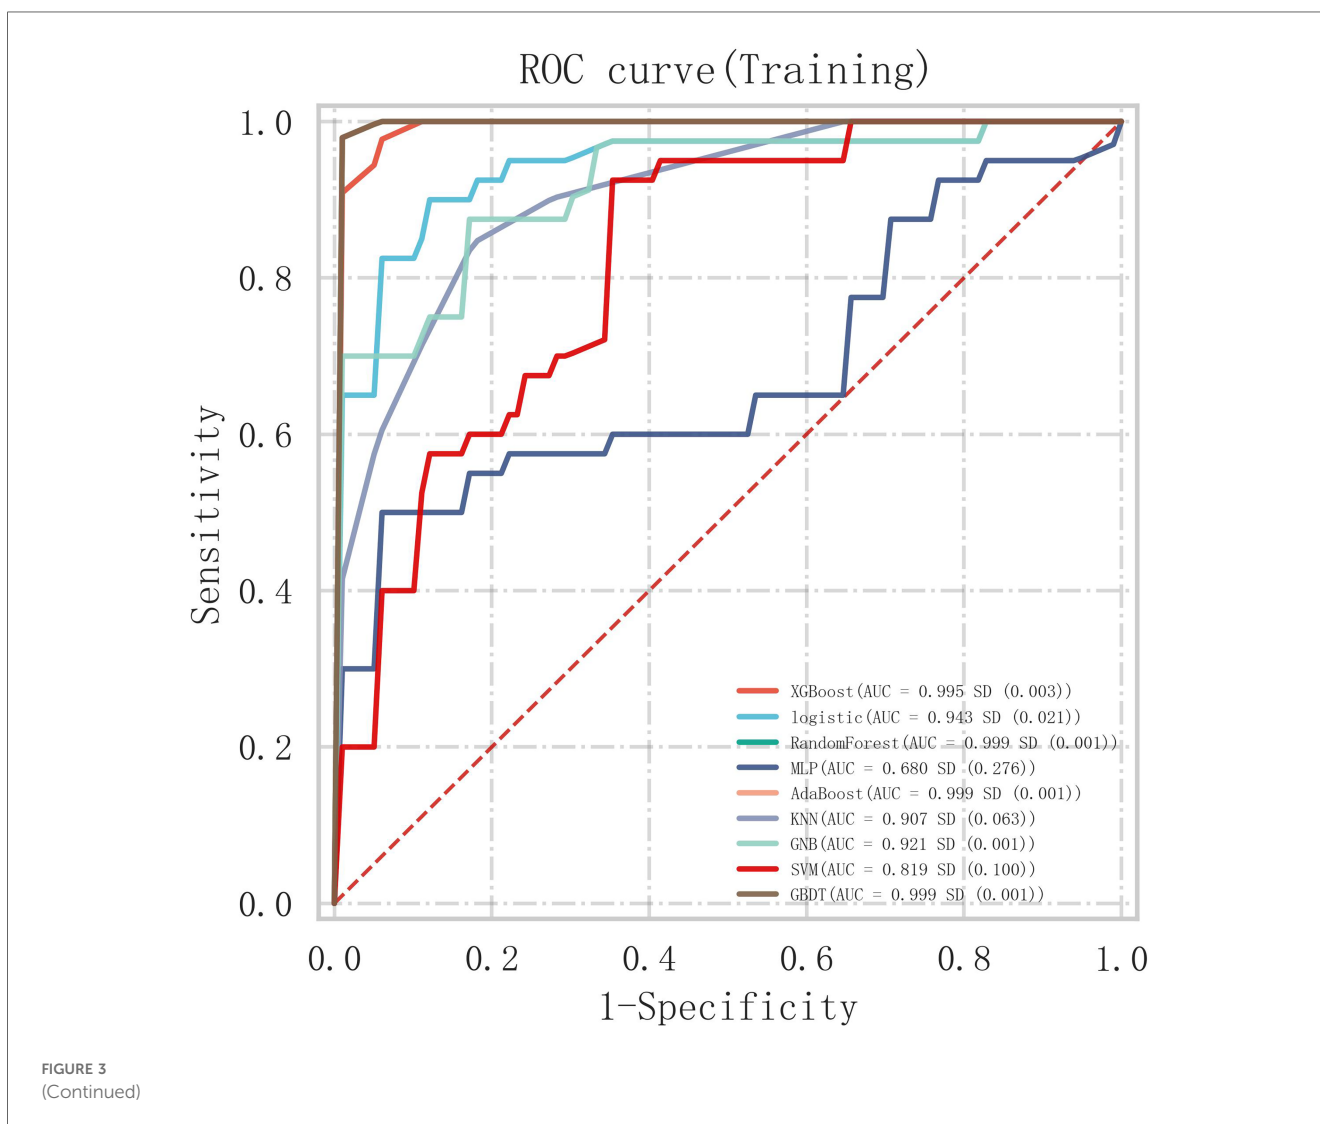 ROC curve(Training)
1.0
0.8
0.6
0.4
0.2
0.0
Sensitivity
XGBoost(AUC = 0.995 SD (0.003))
logistic(AUC = 0.943 SD (0.021))
RandomForest(AUC = 0.999 SD (0.001))
MLP(AUC = 0.680 SD (0.276))
AdaBoost(AUC = 0.999 SD (0.001))
KNN(AUC = 0.907 SD (0.063))
GNB(AUC = 0.921 SD (0.001))
SVM(AUC = 0.819 SD (0.100))
GBDT(AUC = 0.999 SD (0.001))
0.0 0.2 0.4 0.6 0.8 1.0
1-Specificity
FIGURE 3
(Continued)